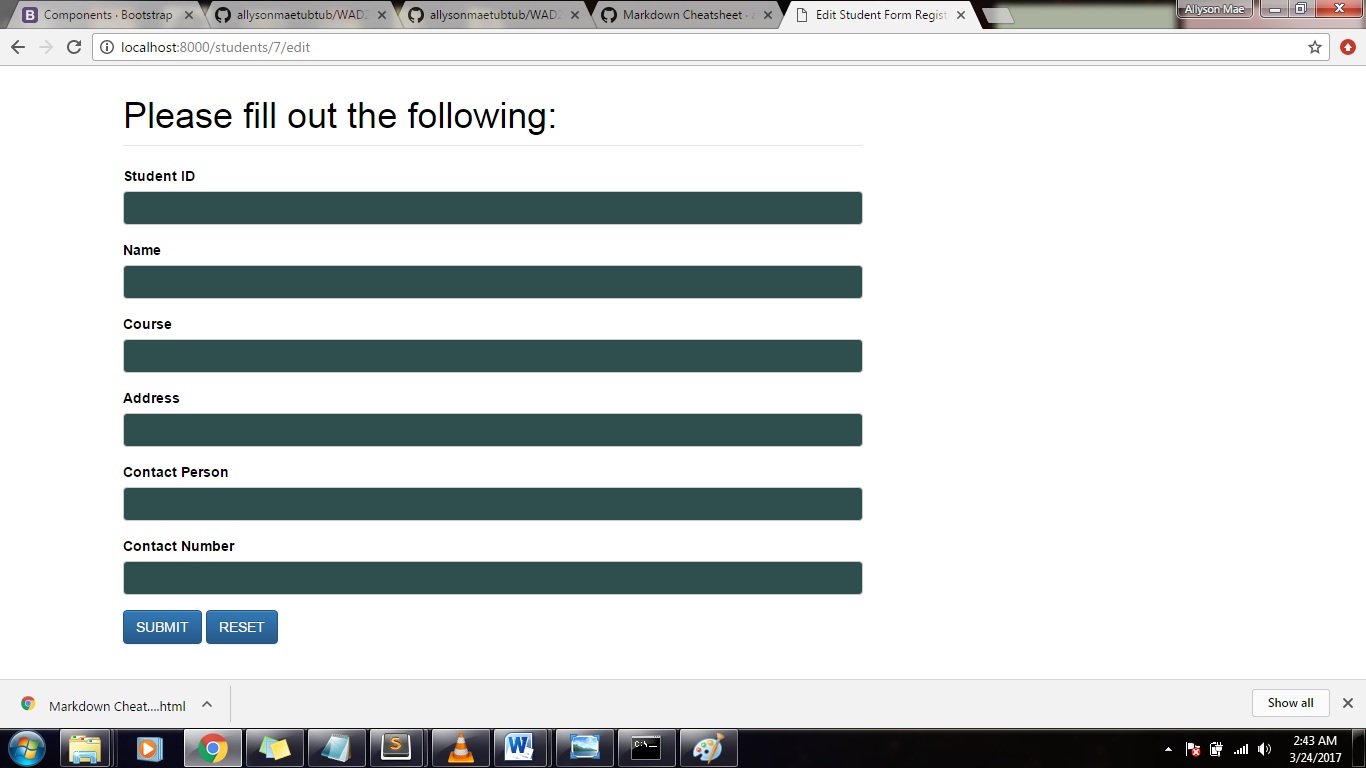 Components · Bootstrap
allysonmaetubtub/WAD2
allysonmaetubtub/WAD2
Markdown Cheatsheet ·
Edit Student Form Regist
Allyson Mae
localhost:8000/students/7/edit
Please fill out the following:
Student ID
Name
Course
Address
Contact Person
Contact Number
SUBMIT RESET
Markdown Cheat....html
Show all
2:43 AM
3/24/2017